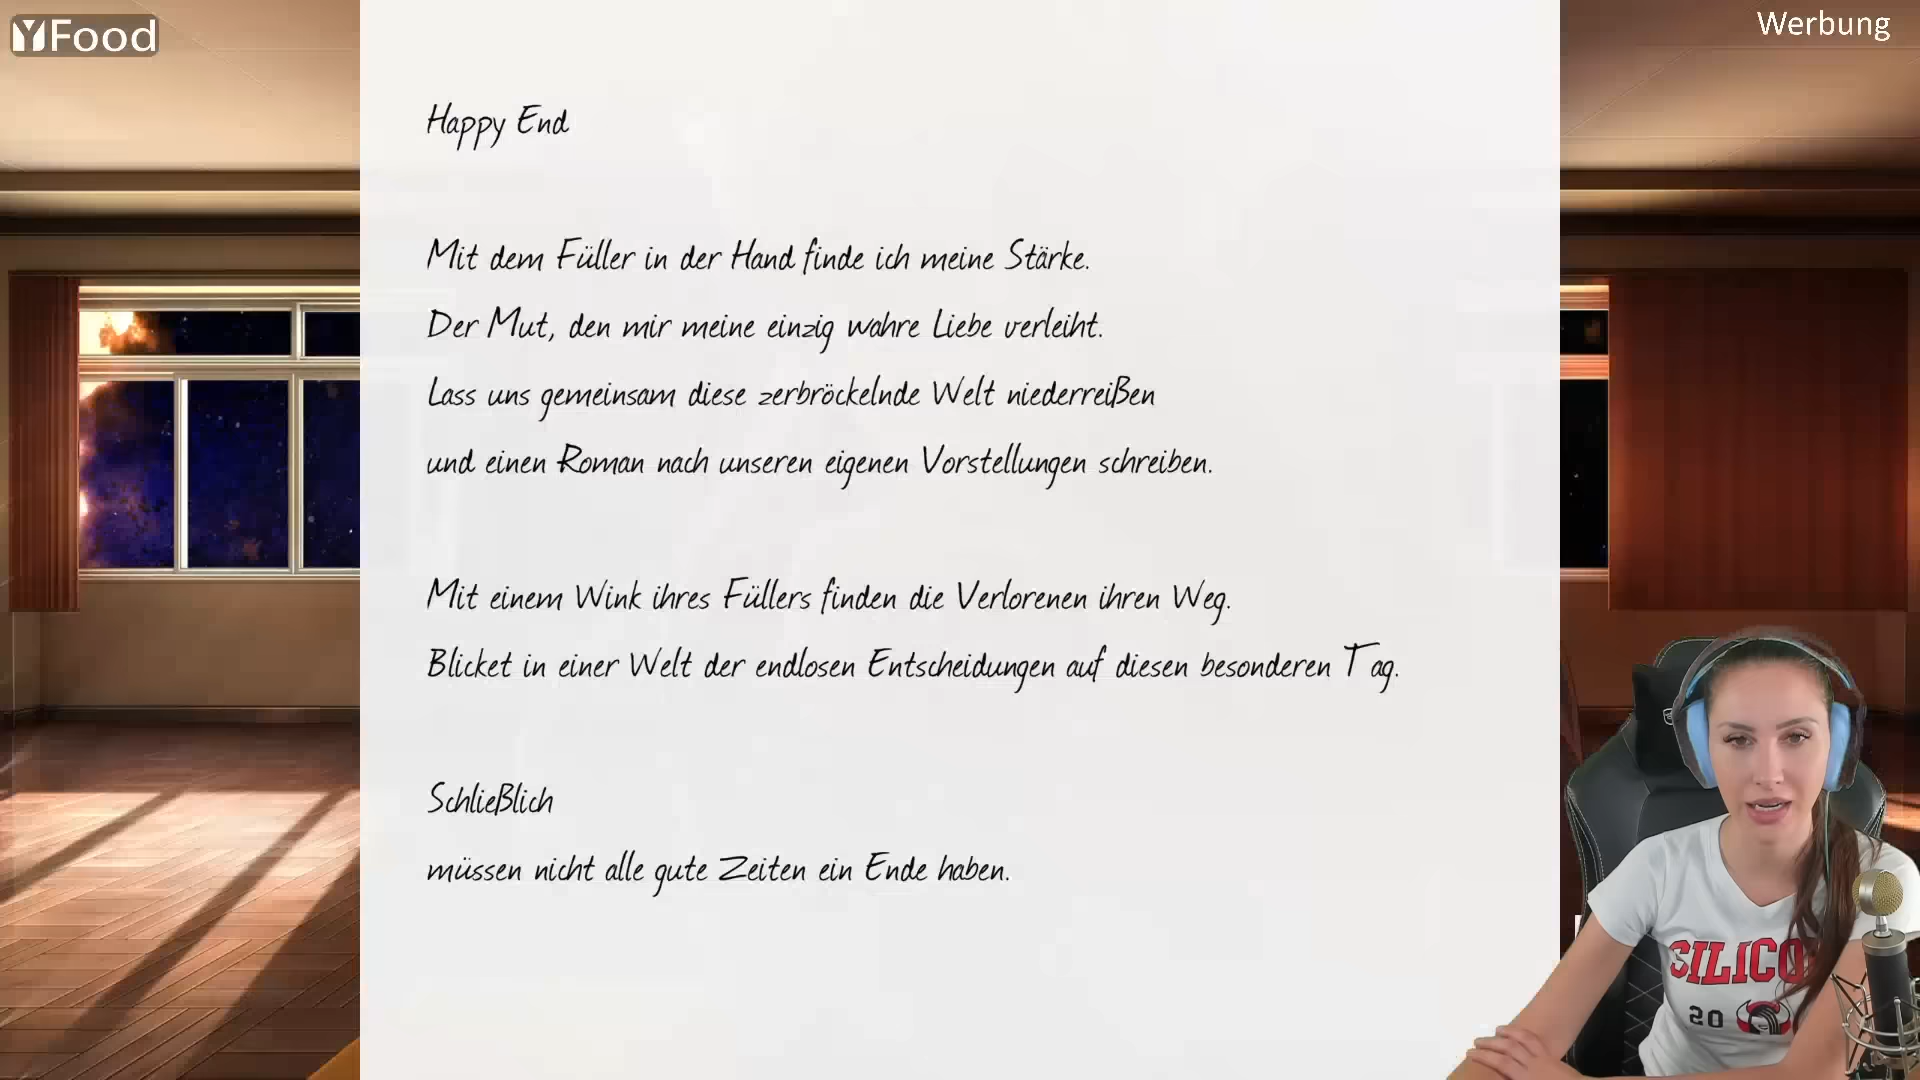 YFood
Werbung
Happy End
Mit dem Füller in der Hand finde ich meine Stärke.
Der Mut, den mir meine einzig wahre Liebe verleiht.
Lass uns gemeinsam diese zerbröckelnde Welt niederreißen
und einen Roman nach unseren eigenen Vorstellungen schreiben.
Mit einem Wink ihres Füllers finden die Verlorenen ihren Weg.
Blicket in einer Welt der endlosen Entscheidungen auf diesen besonderen Tag.
Schließlich
müssen nicht alle gute Zeiten ein Ende haben.
SILICO
20